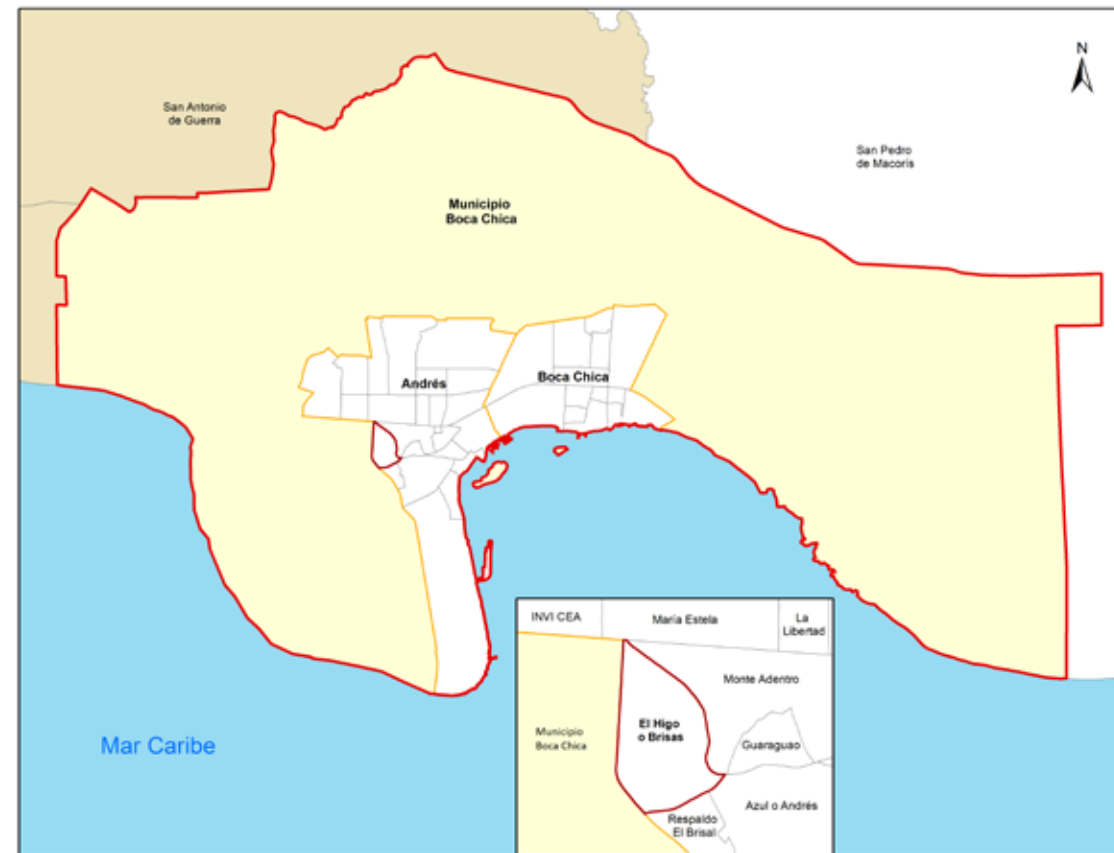 N
San Antonio
de Guerra
San Pedro
de Macorís
Municipio
Boca Chica
Andrés
Boca Chica
Mar Caribe
INVI CEA
María Estela
La
Libertad
Monte Adentro
El Higo
o Brisas
Municipio
Boca Chica
Guaraguao
Azul o Andrés
Respaldo
El Brisal